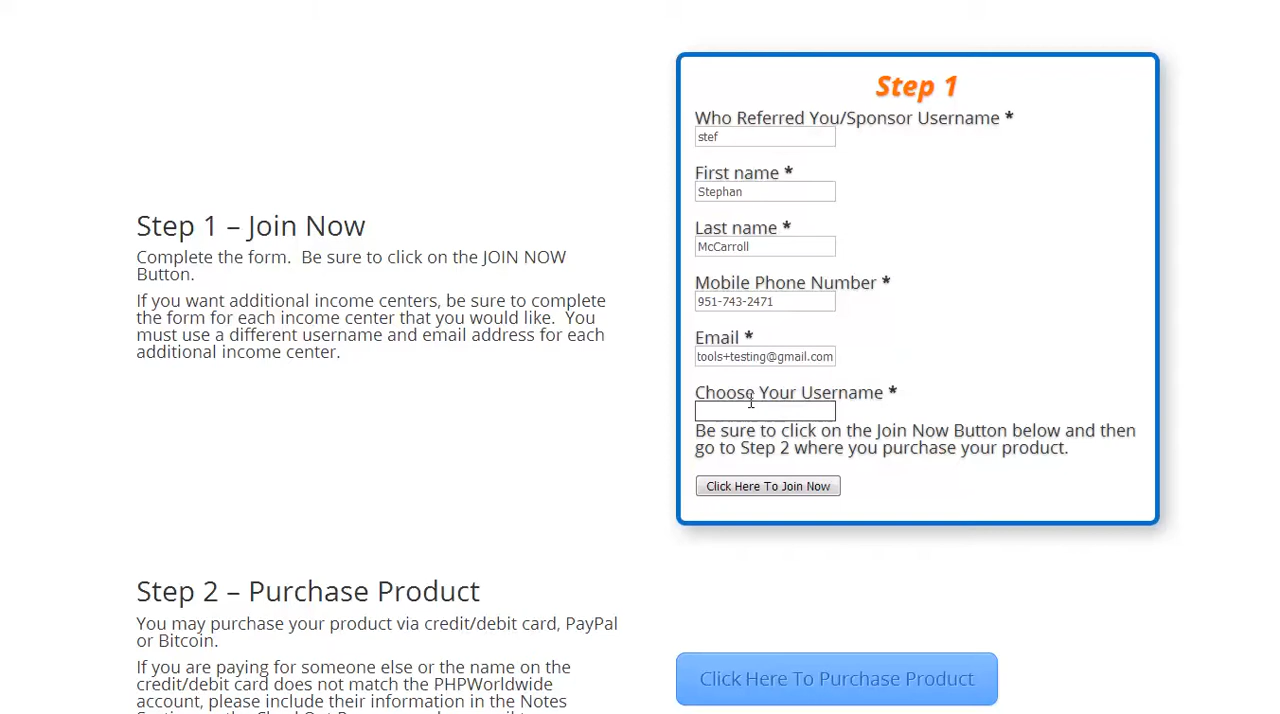 Step 1 – Join Now
Complete the form.  Be sure to click on the JOIN NOW
Button.
If you want additional income centers, be sure to complete
the form for each income center that you would like.  You
must use a different username and email address for each
additional income center.
Step 1
Who Referred You/Sponsor Username *
stef
First name *
Stephan
Last name *
McCarroll
Mobile Phone Number *
951-743-2471
Email *
tools+testing@gmail.com
Choose Your Username *
Be sure to click on the Join Now Button below and then
go to Step 2 where you purchase your product.
Click Here To Join Now
Step 2 – Purchase Product
You may purchase your product via credit/debit card, PayPal
or Bitcoin.
If you are paying for someone else or the name on the
credit/debit card does not match the PHPWorldwide
account, please include their information in the Notes
Click Here To Purchase Product